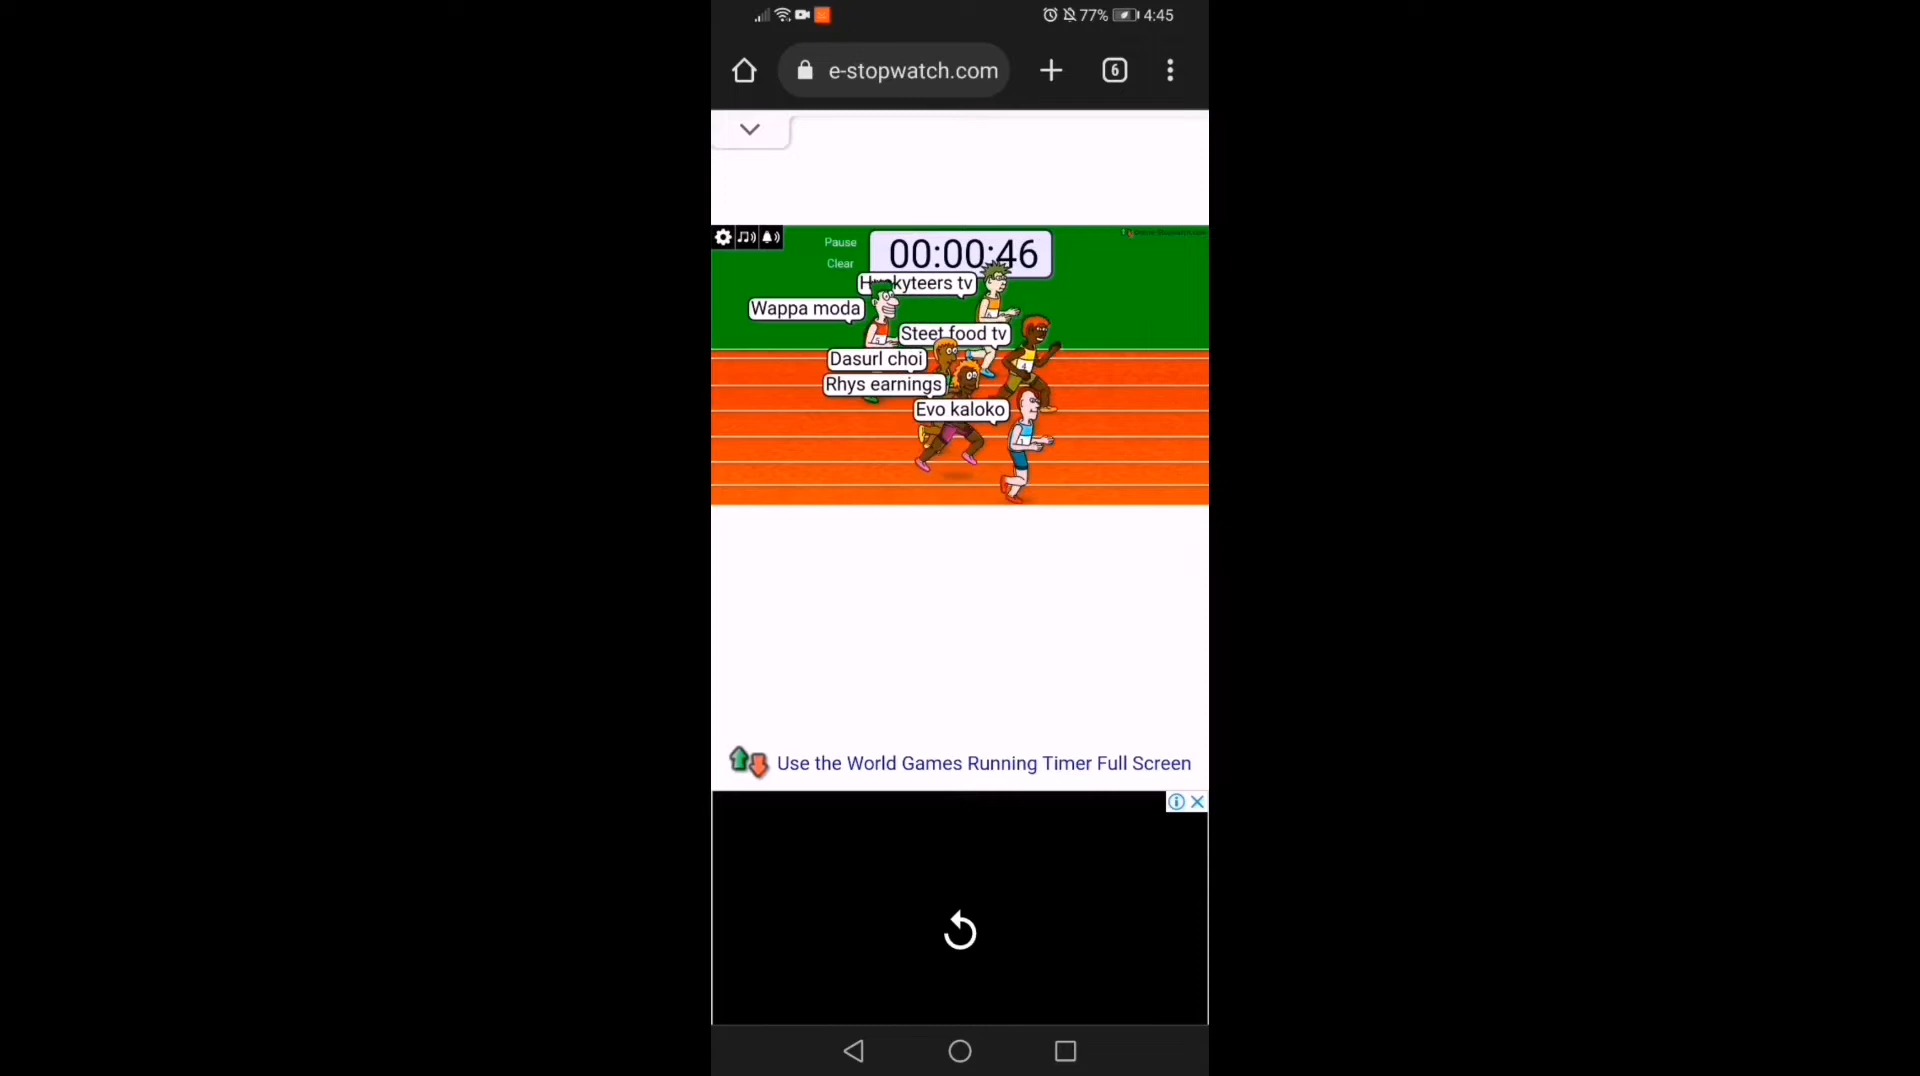 77% 4:45
e-stopwatch.com
6
Pause
Clear
00:00:46
tv
Wappa moda
Steet food tv
Dasurl choi
Rhys earnings
Evo kaloko
Use the World Games Running Timer Full Screen